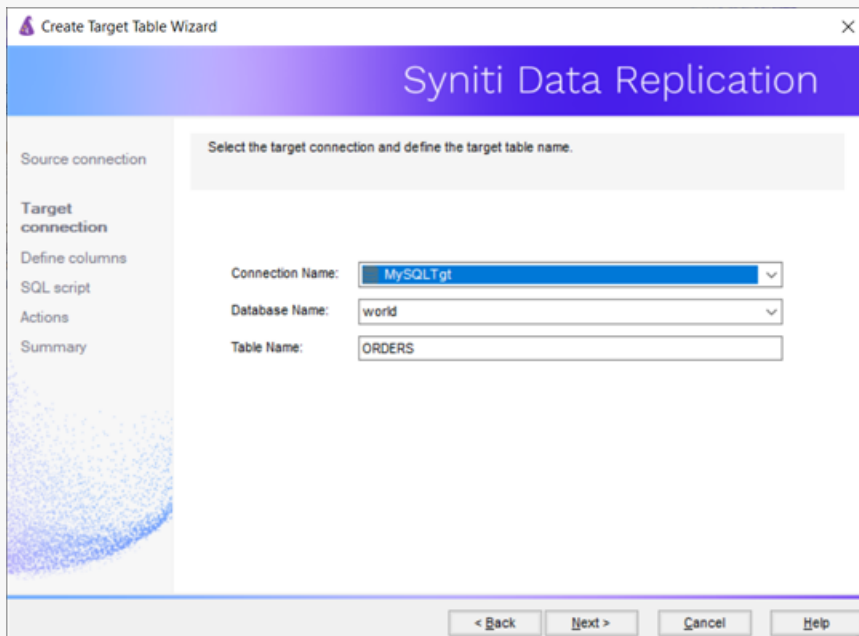 Create Target Table Wizard
Syniti Data Replication
Source connection
Target
connection
Define columns
SQL script
Actions
Summary
Select the target connection and define the target table name.
Connection Name: MySQLTgt
Database Name: world
Table Name: ORDERS
< Back Next > Cancel Help